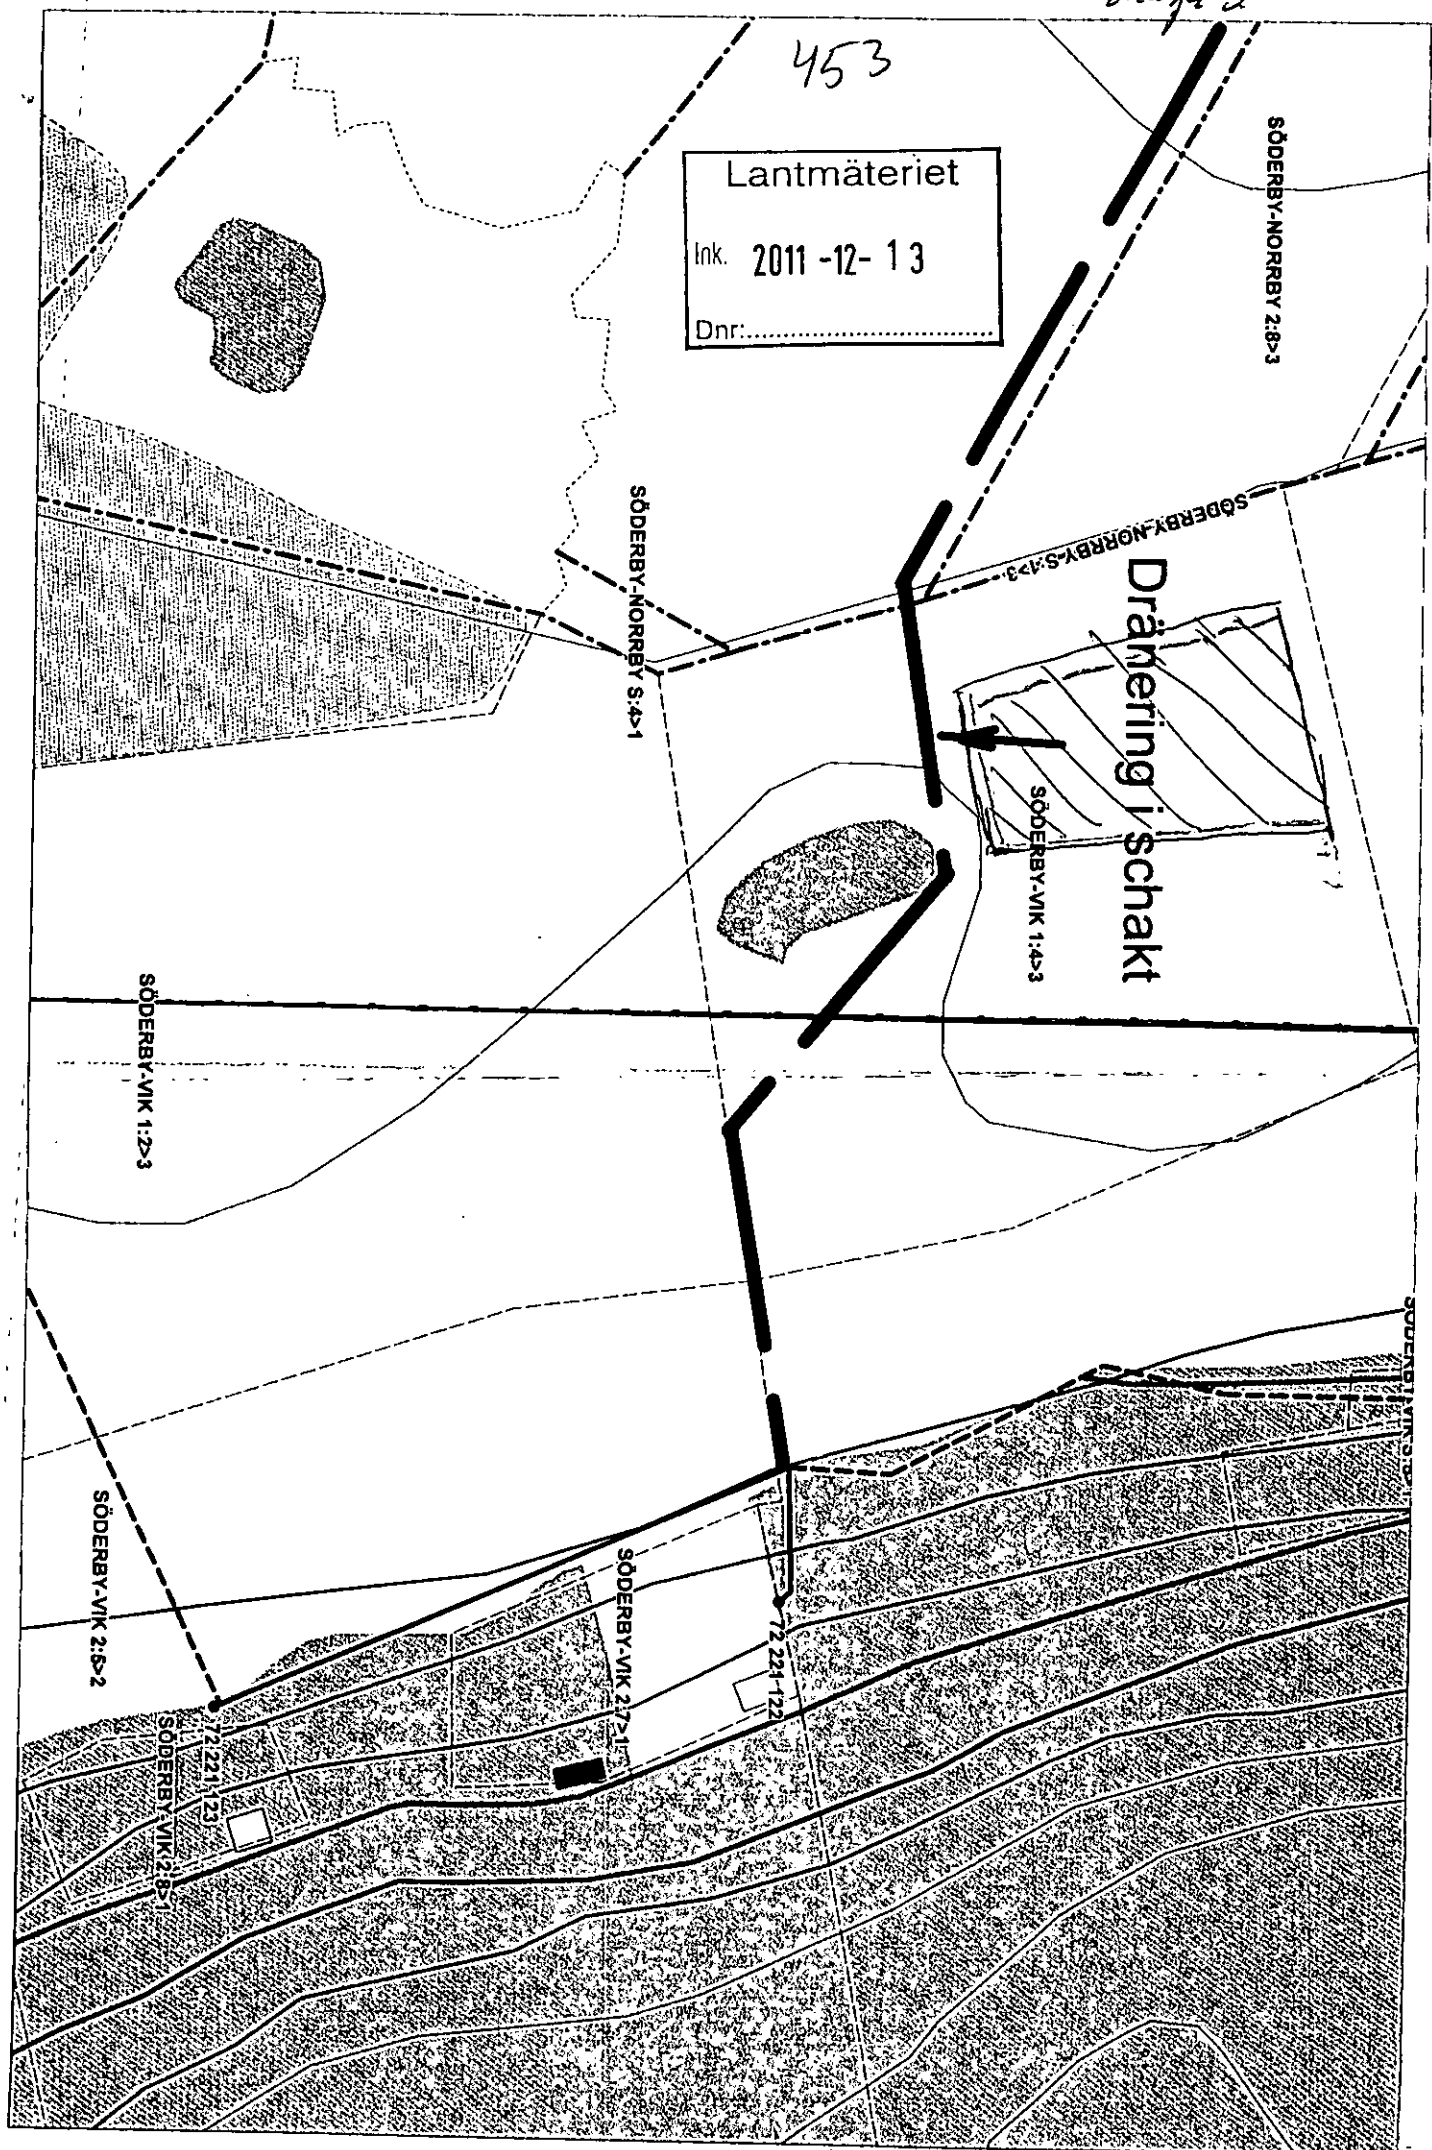 453
Lantmäteriet
Ink. 2011-12-13
Dnr:
SÖDERBY-NORRBY 2:8>3
SÖDERBY-NORRBY S:1>3
SÖDERBY-NORRBY S:4>1
Dränering i schakt
SÖDERBY-VIK 1:4>3
SÖDERBY-VIK 1:2>3
SÖDERBY-VIK 2:5>2
SÖDERBY-VIK 2:7>1
72 221 122
72 221 123
SÖDERBY-VIK 2:8>1